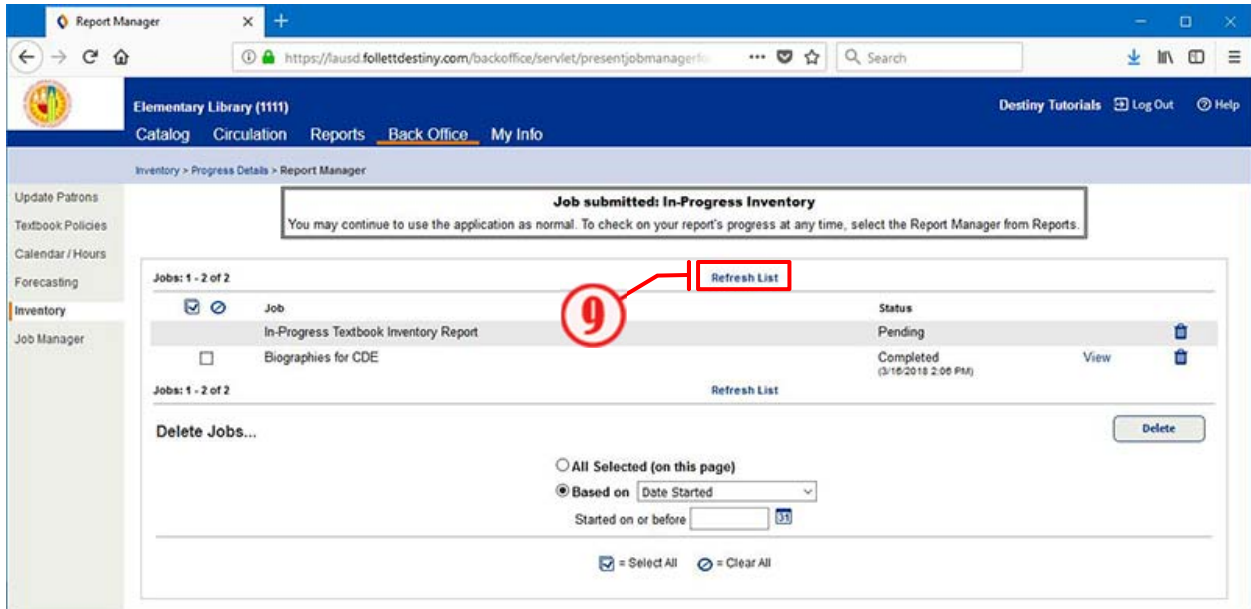 Report Manager
https://lausd.follettdestiny.com/backoffice/servlet/presentjobmanagerfo
Search
Elementary Library (1111)
Destiny Tutorials Log Out Help
Catalog Circulation Reports Back Office My Info
Inventory > Progress Details > Report Manager
Update Patrons
Textbook Policies
Calendar / Hours
Forecasting
Inventory
Job Manager
Job submitted: In-Progress Inventory
You may continue to use the application as normal. To check on your report's progress at any time, select the Report Manager from Reports.
Jobs: 1 - 2 of 2 Refresh List
9
Job Status
In-Progress Textbook Inventory Report Pending
Biographies for CDE Completed View
(3/16/2018 2:06 PM)
Jobs: 1 - 2 of 2 Refresh List
Delete Jobs... Delete
All Selected (on this page)
Based on Date Started
Started on or before 31
= Select All = Clear All